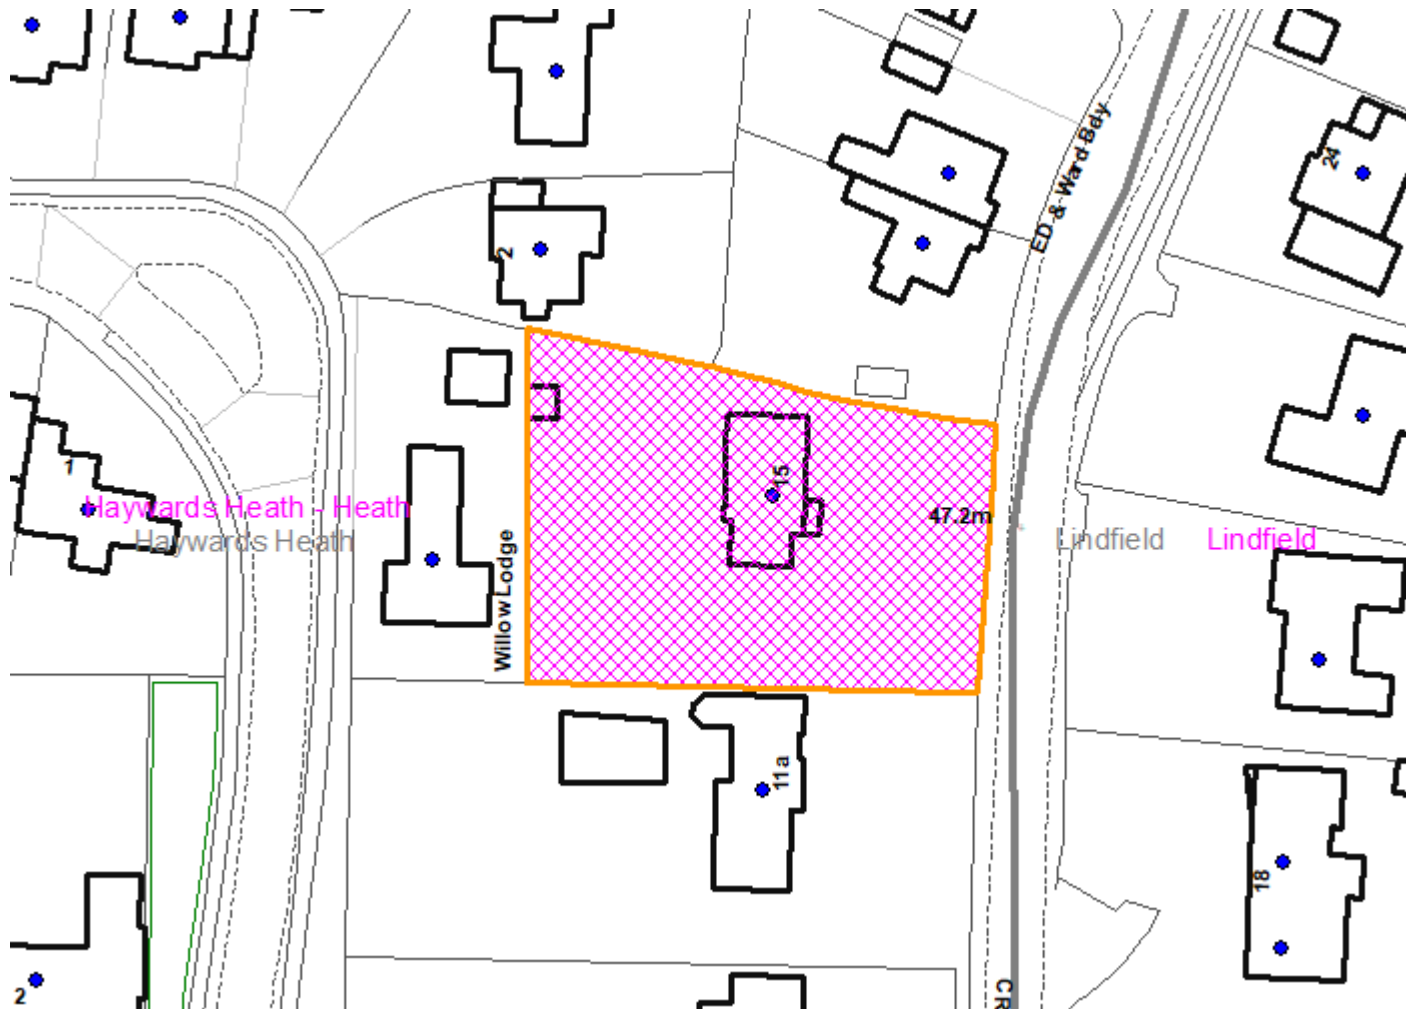 ED & Ward Bdy
24
2
1
15
Haywards Heath - Heath
47.2m
Haywards Heath
Lindfield
Lindfield
Willow Lodge
11a
18
2
CR